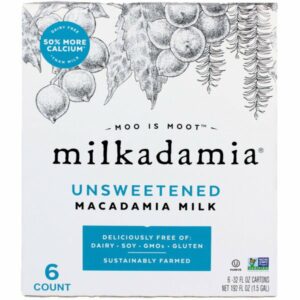 DAIRY FREE
50% MORE
CALCIUM*
*THAN MILK
MOO IS MOOT™
milkadamia®
UNSWEETENED
MACADAMIA MILK
DELICIOUSLY FREE OF:
DAIRY • SOY • GMOs • GLUTEN
SUSTAINABLY FARMED
6
COUNT
6 -32 FL OZ CARTONS
NET 192 FL OZ (1.5 GAL)